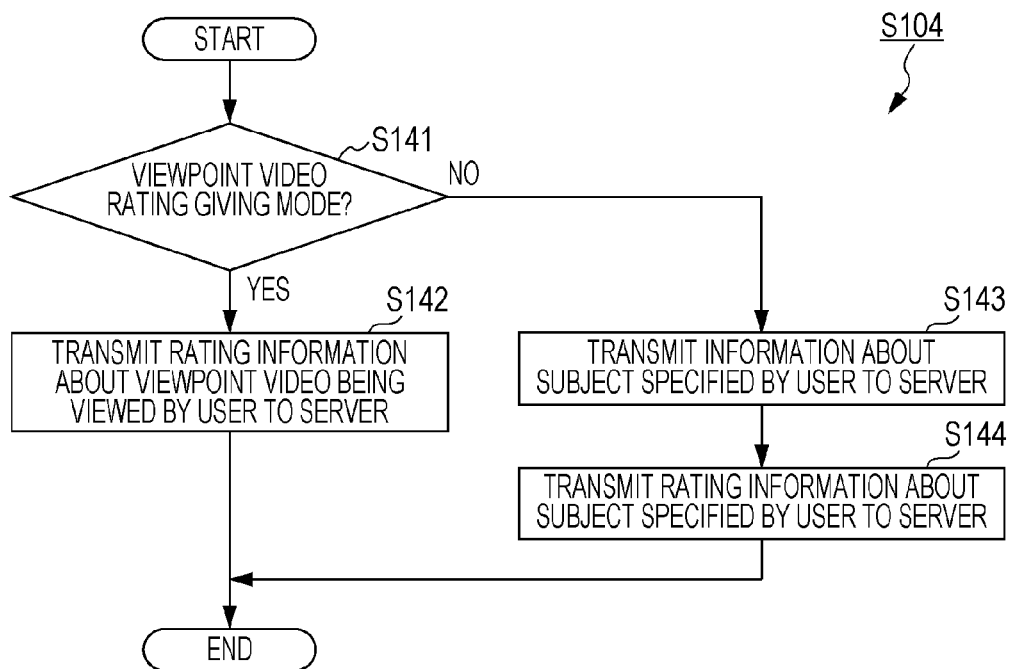 START
S104
S141
VIEWPOINT VIDEO
RATING GIVING MODE?
NO
YES
S142
TRANSMIT RATING INFORMATION
ABOUT VIEWPOINT VIDEO BEING
VIEWED BY USER TO SERVER
S143
TRANSMIT INFORMATION ABOUT
SUBJECT SPECIFIED BY USER TO SERVER
S144
TRANSMIT RATING INFORMATION ABOUT
SUBJECT SPECIFIED BY USER TO SERVER
END